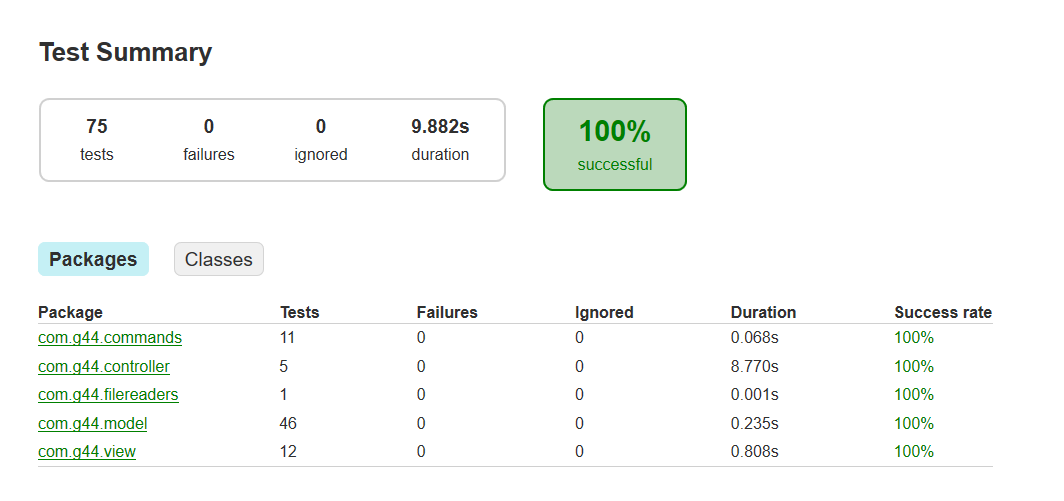 Test Summary
75 0 0 9.882s
tests failures ignored duration
100%
successful
Packages Classes
Package Tests Failures Ignored Duration Success rate
com.g44.commands 11 0 0 0.068s 100%
com.g44.controller 5 0 0 8.770s 100%
com.g44.filereaders 1 0 0 0.001s 100%
com.g44.model 46 0 0 0.235s 100%
com.g44.view 12 0 0 0.808s 100%